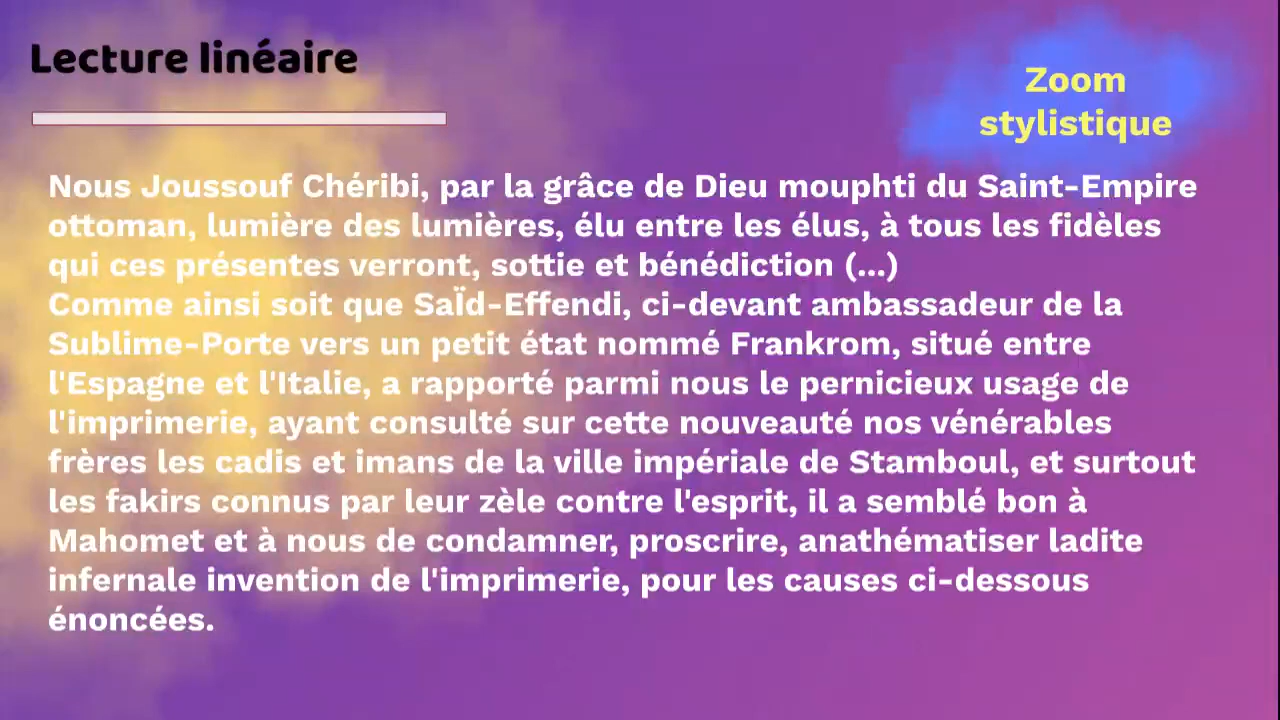 Lecture linéaire
Zoom
stylistique
Nous Joussouf Chéribi, par la grâce de Dieu mouphti du Saint-Empire
ottoman, lumière des lumières, élu entre les élus, à tous les fidèles
qui ces présentes verront, sottie et bénédiction (...)
Comme ainsi soit que SaÏd-Effendi, ci-devant ambassadeur de la
Sublime-Porte vers un petit état nommé Frankrom, situé entre
l'Espagne et l'Italie, a rapporté parmi nous le pernicieux usage de
l'imprimerie, ayant consulté sur cette nouveauté nos vénérables
frères les cadis et imans de la ville impériale de Stamboul, et surtout
les fakirs connus par leur zèle contre l'esprit, il a semblé bon à
Mahomet et à nous de condamner, proscrire, anathématiser ladite
infernale invention de l'imprimerie, pour les causes ci-dessous
énoncées.